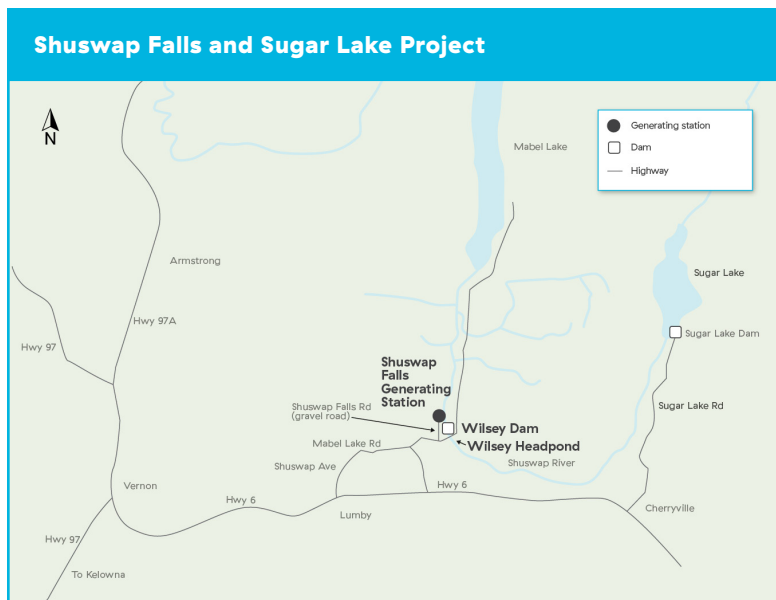 Shuswap Falls and Sugar Lake Project
N
Generating station
Dam
Highway
Mabel Lake
Armstrong
Sugar Lake
Hwy 97A
Sugar Lake Dam
Hwy 97
Shuswap
Falls
Generating
Station
Shuswap Falls Rd
(gravel road)
Sugar Lake Rd
Wilsey Dam
Mabel Lake Rd
Wilsey Headpond
Shuswap Ave
Shuswap River
Vernon
Hwy 6
Hwy 6
Lumby
Cherryville
Hwy 97
To Kelowna